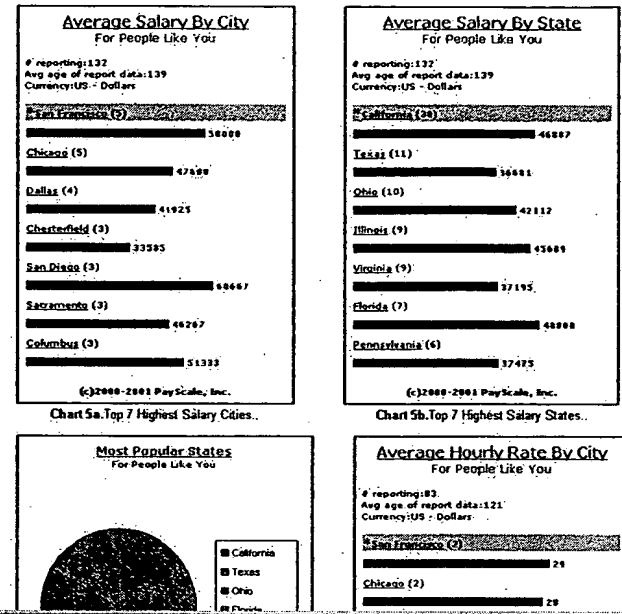 Average Salary By City
For People Like You
# reporting:132
Avg age of report data:139
Currency:US - Dollars
*San Francisco (5)
Chicago (5)
Dallas (4)
41925
Chesterfield (3)
33585
San Diego (3)
Sacramento (3)
46267
Columbus (3)
51333
(c)2000-2001 PayScale, Inc.
Chart 5a.Top 7 Highest Salary Cities..
Average Salary By State
For People Like You
# reporting:132
Avg age of report data:139
Currency:US - Dollars
*California (38)
46887
Texas (11)
36681
Ohio (10)
42112
Illinois (9)
45689
Virginia (9)
37195
Florida (7)
48808
Pennsylvania (6)
37475
(c)2000-2001 PayScale, Inc.
Chart 5b.Top 7 Highest Salary States..
Most Popular States
For People Like You
California
Texas
Ohio
Florida
Average Hourly Rate By City
For People Like You
# reporting:83
Avg age of report data:121
Currency:US - Dollars
*San Francisco (2)
29
Chicago (2)
28